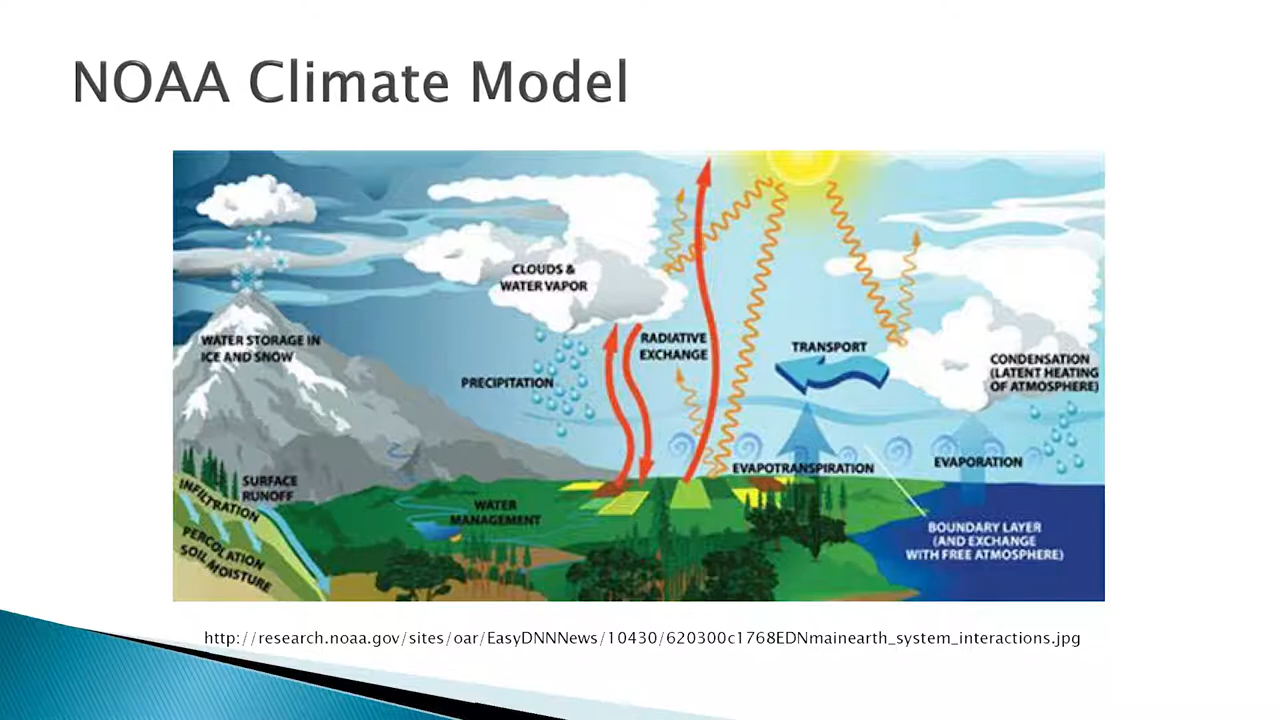 NOAA Climate Model
CLOUDS &
WATER VAPOR
WATER STORAGE IN
ICE AND SNOW
RADIATIVE
EXCHANGE
TRANSPORT
CONDENSATION
(LATENT HEATING
OF ATMOSPHERE)
PRECIPITATION
EVAPOTRANSPIRATION
EVAPORATION
SURFACE
RUNOFF
INFILTRATION
WATER
MANAGEMENT
PERCOLATION
SOIL MOISTURE
BOUNDARY LAYER
(AND EXCHANGE
WITH FREE ATMOSPHERE)
http://research.noaa.gov/sites/oar/EasyDNNNews/10430/620300c1768EDNmainearth_system_interactions.jpg